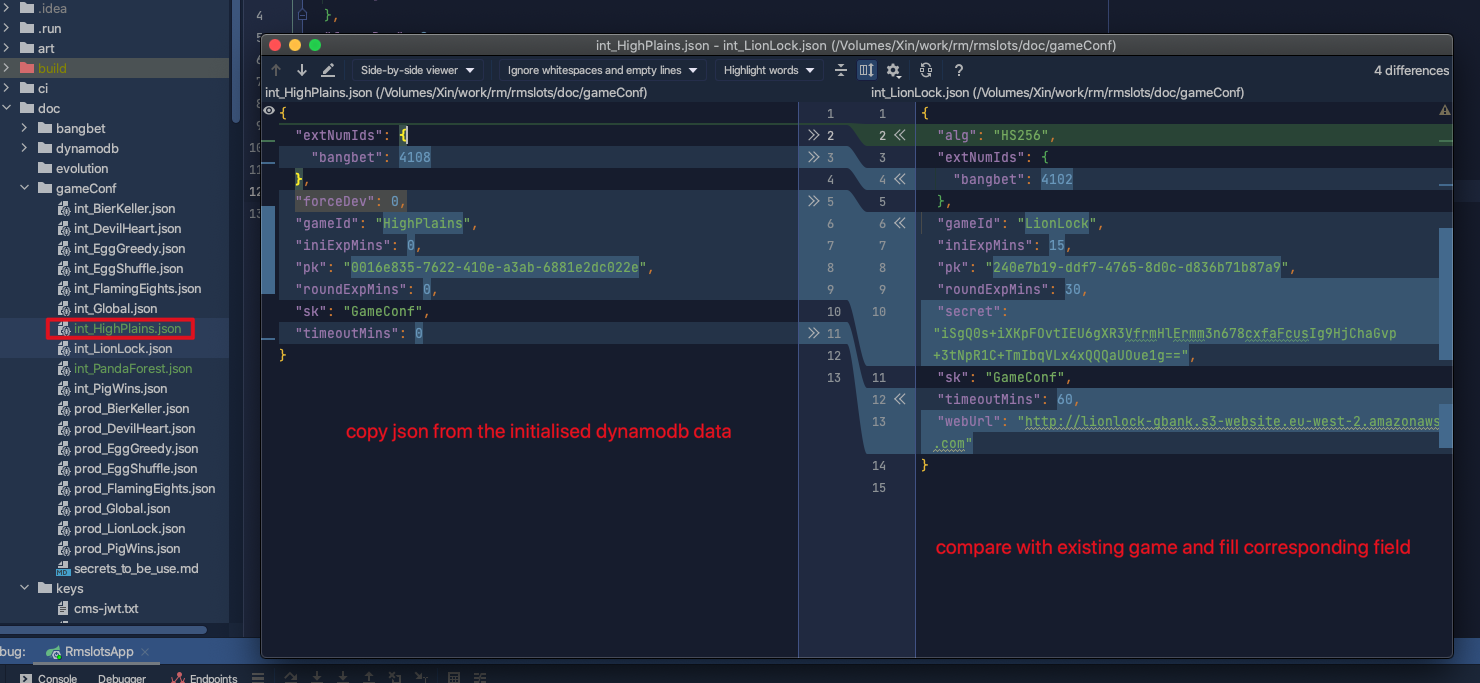 .idea
.run
art
build
ci
doc
bangbet
dynamodb
evolution
gameConf
int_BierKeller.json
int_DevilHeart.json
int_EggGreedy.json
int_EggShuffle.json
int_FlamingEights.json
int_Global.json
int_HighPlains.json
int_LionLock.json
int_PandaForest.json
int_PigWins.json
prod_BierKeller.json
prod_DevilHeart.json
prod_EggGreedy.json
prod_EggShuffle.json
prod_FlamingEights.json
prod_Global.json
prod_LionLock.json
prod_PigWins.json
secrets_to_be_use.md
keys
cms-jwt.txt
4 },
int_HighPlains.json – int_LionLock.json (/Volumes/Xin/work/rm/rmslots/doc/gameConf)
Side-by-side viewer Ignore whitespaces and empty lines Highlight words ? 4 differences
int_HighPlains.json (/Volumes/Xin/work/rm/rmslots/doc/gameConf)
{ 1
"extNumIds": { 2
"bangbet": 4108 3
}, 4
"forceDev": 0, 5
"gameId": "HighPlains", 6
"iniExpMins": 0, 7
"pk": "0016e835-7622-410e-a3ab-6881e2dc022e", 8
"roundExpMins": 0, 9
"sk": "GameConf", 10
"timeoutMins": 0 11
} 12
13
copy json from the initialised dynamodb data
int_LionLock.json (/Volumes/Xin/work/rm/rmslots/doc/gameConf)
1 {
2 "alg": "HS256",
3 "extNumIds": {
4 "bangbet": 4102
5 },
6 "gameId": "LionLock",
7 "iniExpMins": 15,
8 "pk": "240e7b19-ddf7-4765-8d0c-d836b71b87a9",
9 "roundExpMins": 30,
10 "secret":
"iSgQ0s+iXKpFOvtIEU6gXR3VfrmHlErmm3n678cxfaFcusIg9HjChaGvp
+3tNpR1C+TmIbqVLx4xQQQaUOue1g==",
11 "sk": "GameConf",
12 "timeoutMins": 60,
13 "webUrl": "http://lionlock-gbank.s3-website.eu-west-2.amazonaws
.com"
14 }
15
compare with existing game and fill corresponding field
bug: RmslotsApp
Console Debugger Endpoints